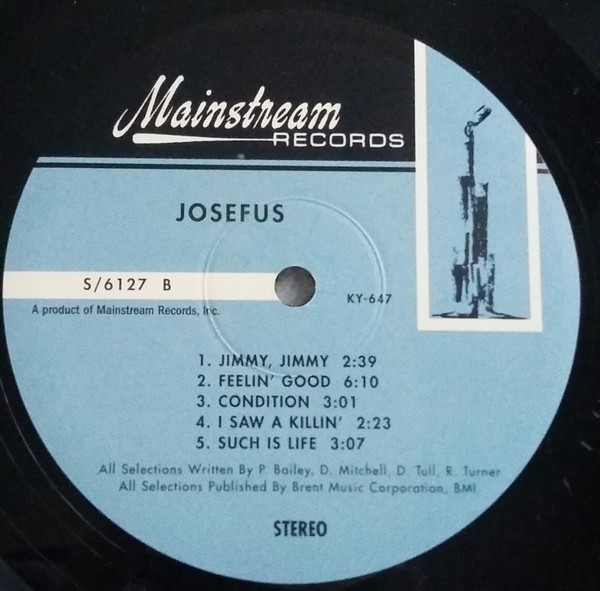 Mainstream
RECORDS
JOSEFUS
S/6127 B
A product of Mainstream Records, Inc.
KY-647
1. JIMMY, JIMMY 2:39
2. FEELIN' GOOD 6:10
3. CONDITION 3:01
4. I SAW A KILLIN' 2:23
5. SUCH IS LIFE 3:07
All Selections Written By P. Bailey, D. Mitchell, D. Tull, R. Turner
All Selections Published By Brent Music Corporation, BMI
STEREO